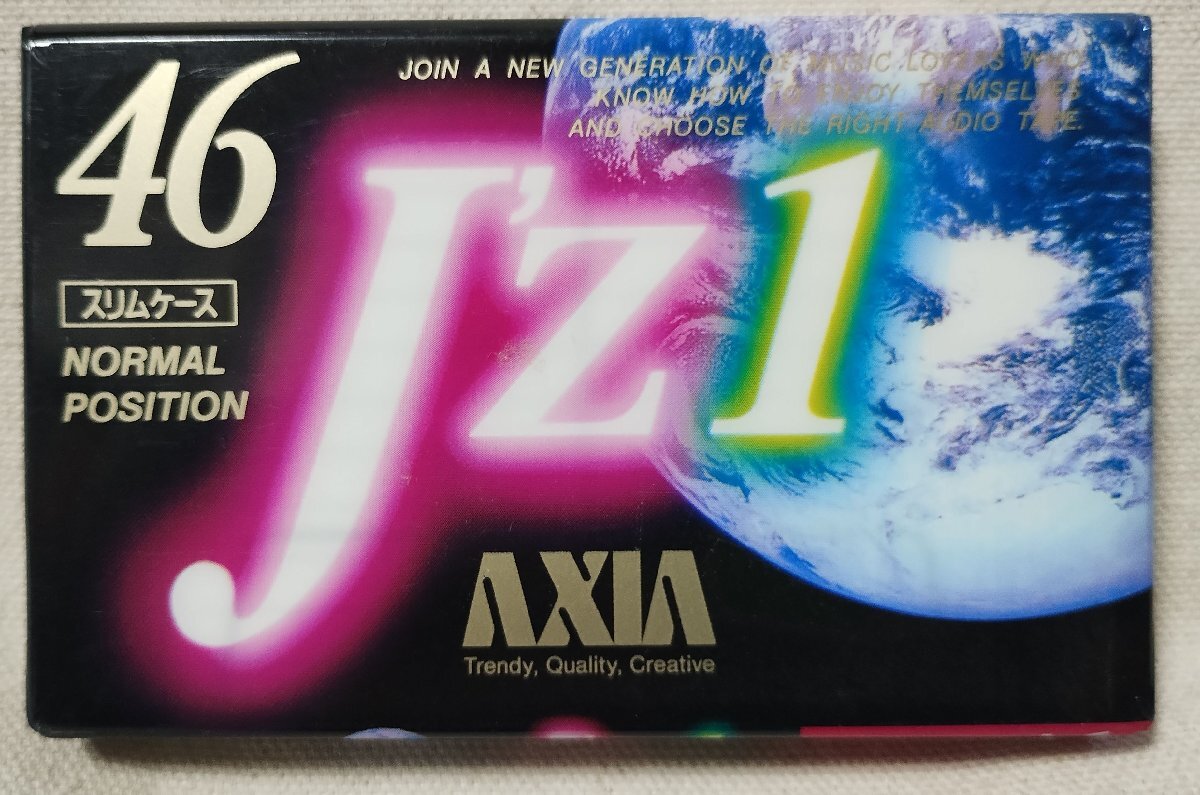 46
JOIN A NEW GENERATION OF MUSIC LOVERS WHO
KNOW HOW TO ENJOY THEMSELVES
AND CHOOSE THE RIGHT AUDIO TAPE.
J'z1
スリムケース
NORMAL
POSITION
AXIA
Trendy, Quality, Creative